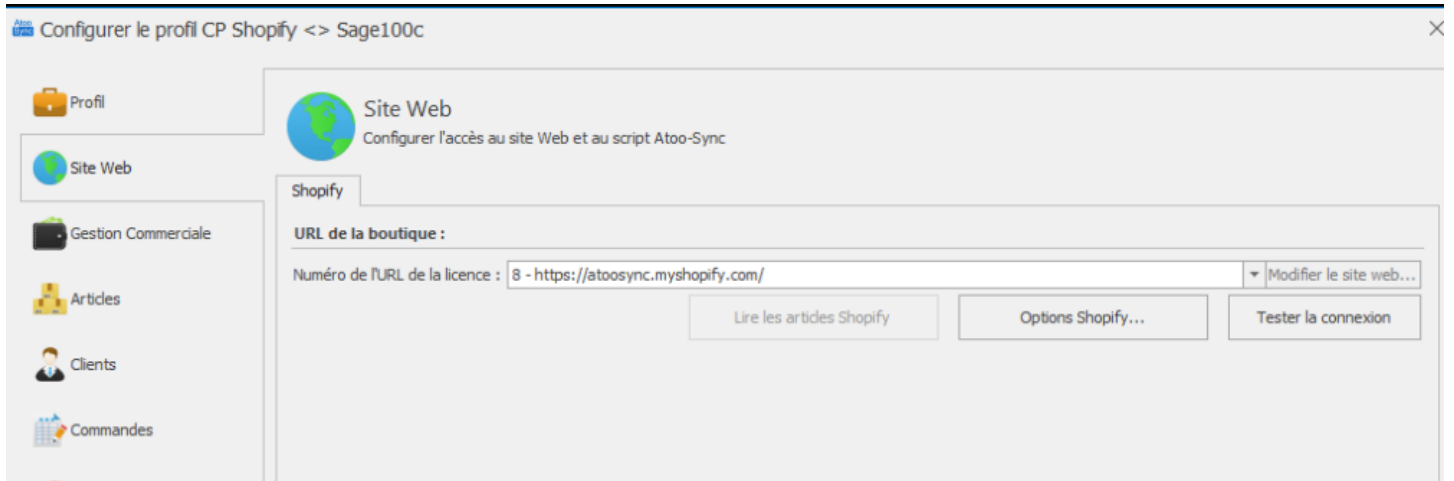 Atoo Sync Configurer le profil CP Shopify <> Sage100c
Profil
Site Web
Gestion Commerciale
Articles
Clients
Commandes
Site Web
Configurer l'accès au site Web et au script Atoo-Sync
Shopify
URL de la boutique :
Numéro de l'URL de la licence : 8 - https://atoosync.myshopify.com/ Modifier le site web...
Lire les articles Shopify Options Shopify... Tester la connexion